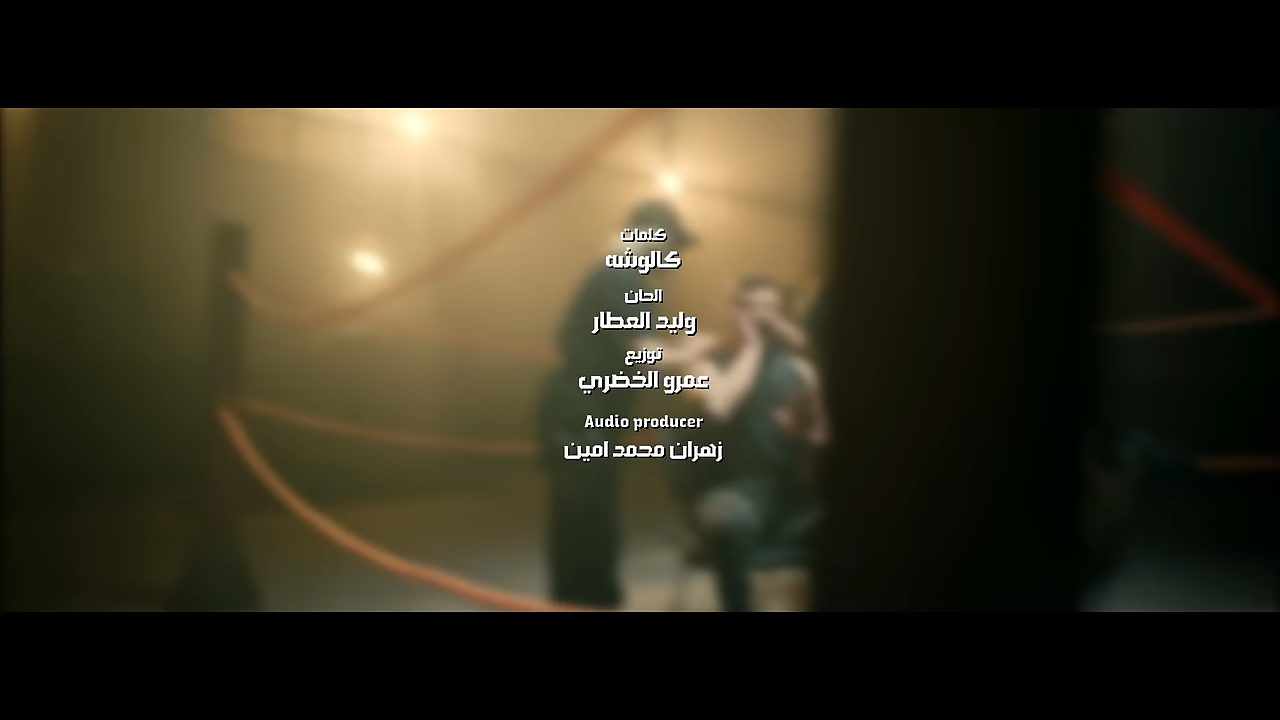 كلمات
كالوشه
الحان
وليد العطار
توزيع
عمرو الخضري
Audio producer
زهران محمد امين